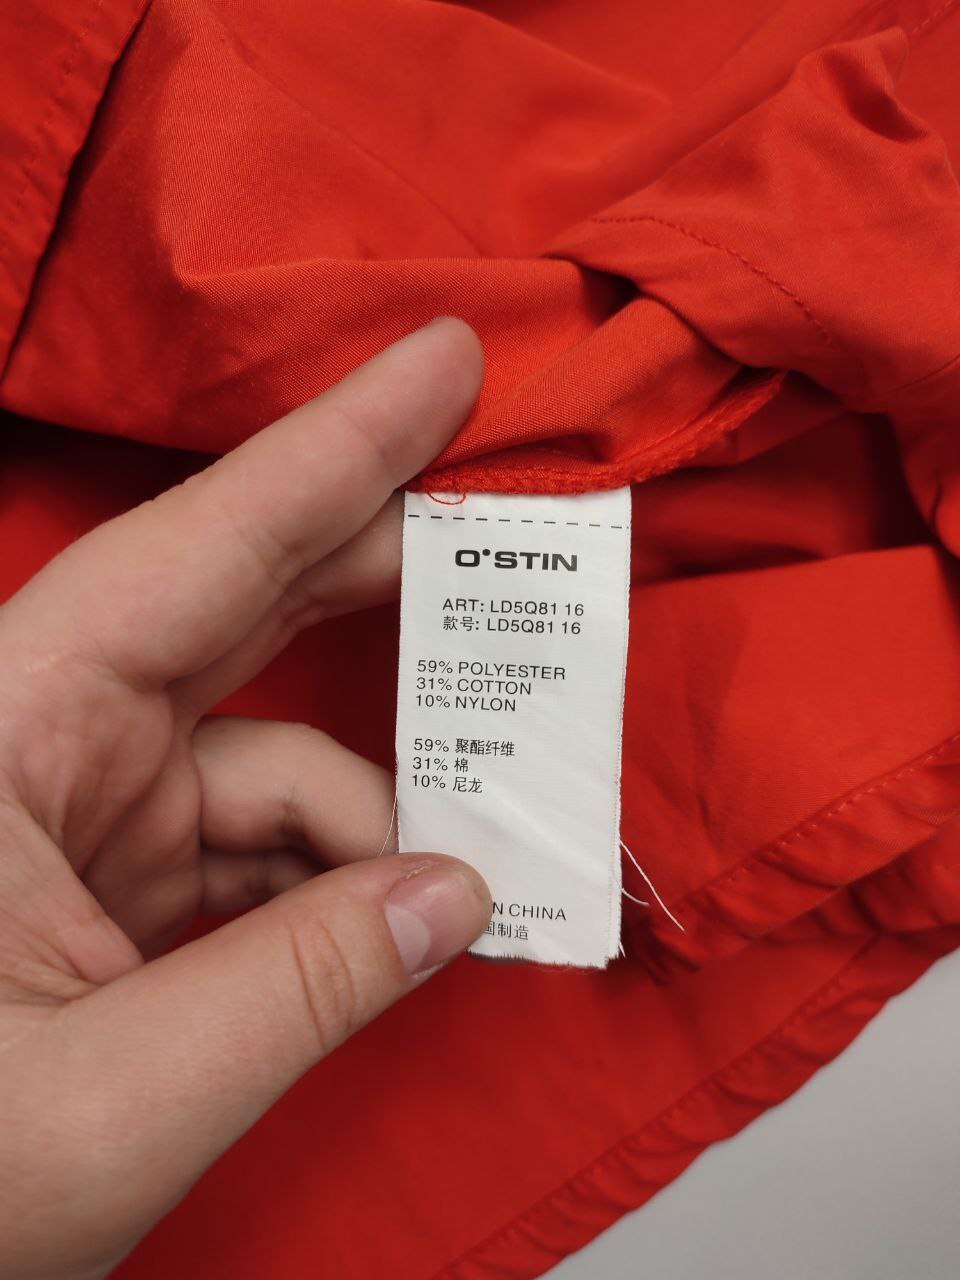 O'STIN
ART: LD5Q81 16
款号: LD5Q81 16
59% POLYESTER
31% COTTON
10% NYLON
59% 聚酯纤维
31% 棉
10% 尼龙
CHINA
国制造